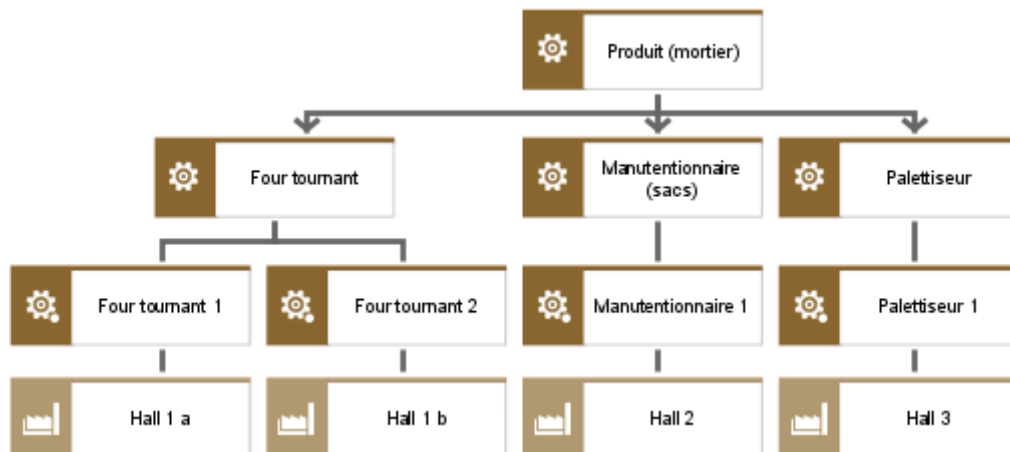 Produit (mortier)
Four tournant
Manutentionnaire
(sacs)
Palettiseur
Four tournant 1
Four tournant 2
Manutentionnaire 1
Palettiseur 1
Hall 1 a
Hall 1 b
Hall 2
Hall 3